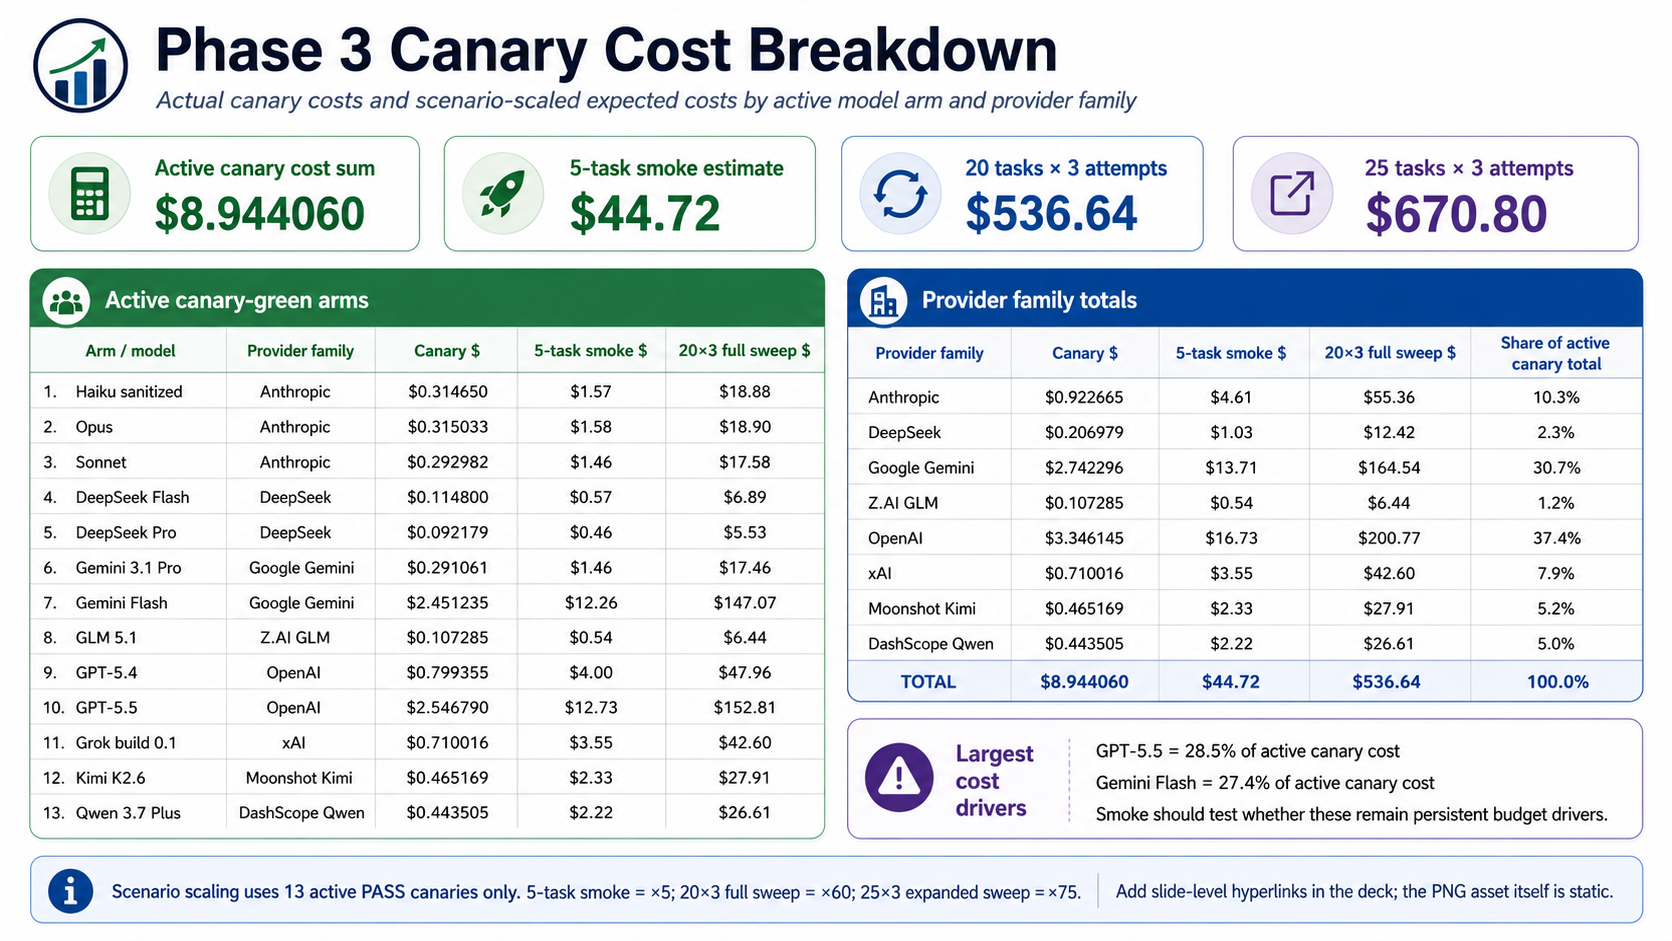 Phase 3 Canary Cost Breakdown
Actual canary costs and scenario-scaled expected costs by active model arm and provider family
Active canary cost sum
$8.944060
5-task smoke estimate
$44.72
20 tasks × 3 attempts
$536.64
25 tasks × 3 attempts
$670.80
Active canary-green arms
Arm / model Provider family Canary $ 5-task smoke $ 20×3 full sweep $
1. Haiku sanitized Anthropic $0.314650 $1.57 $18.88
2. Opus Anthropic $0.315033 $1.58 $18.90
3. Sonnet Anthropic $0.292982 $1.46 $17.58
4. DeepSeek Flash DeepSeek $0.114800 $0.57 $6.89
5. DeepSeek Pro DeepSeek $0.092179 $0.46 $5.53
6. Gemini 3.1 Pro Google Gemini $0.291061 $1.46 $17.46
7. Gemini Flash Google Gemini $2.451235 $12.26 $147.07
8. GLM 5.1 Z.AI GLM $0.107285 $0.54 $6.44
9. GPT-5.4 OpenAI $0.799355 $4.00 $47.96
10. GPT-5.5 OpenAI $2.546790 $12.73 $152.81
11. Grok build 0.1 xAI $0.710016 $3.55 $42.60
12. Kimi K2.6 Moonshot Kimi $0.465169 $2.33 $27.91
13. Qwen 3.7 Plus DashScope Qwen $0.443505 $2.22 $26.61
Provider family totals
Provider family Canary $ 5-task smoke $ 20×3 full sweep $ Share of active
canary total
Anthropic $0.922665 $4.61 $55.36 10.3%
DeepSeek $0.206979 $1.03 $12.42 2.3%
Google Gemini $2.742296 $13.71 $164.54 30.7%
Z.AI GLM $0.107285 $0.54 $6.44 1.2%
OpenAI $3.346145 $16.73 $200.77 37.4%
xAI $0.710016 $3.55 $42.60 7.9%
Moonshot Kimi $0.465169 $2.33 $27.91 5.2%
DashScope Qwen $0.443505 $2.22 $26.61 5.0%
TOTAL $8.944060 $44.72 $536.64 100.0%
Largest
cost
drivers
GPT-5.5 = 28.5% of active canary cost
Gemini Flash = 27.4% of active canary cost
Smoke should test whether these remain persistent budget drivers.
Scenario scaling uses 13 active PASS canaries only. 5-task smoke = ×5; 20×3 full sweep = ×60; 25×3 expanded sweep = ×75.
Add slide-level hyperlinks in the deck; the PNG asset itself is static.